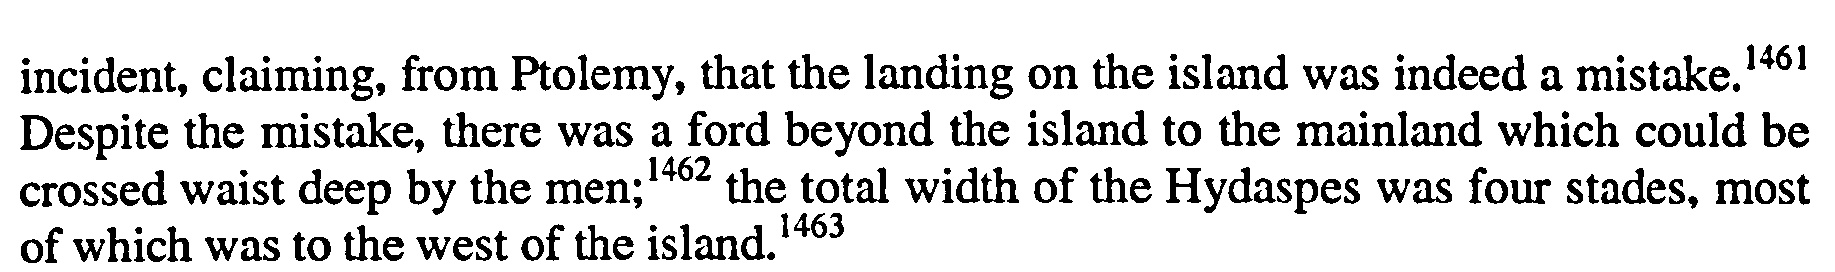 incident, claiming, from Ptolemy, that the landing on the island was indeed a mistake.1461
Despite the mistake, there was a ford beyond the island to the mainland which could be
crossed waist deep by the men;1462 the total width of the Hydaspes was four stades, most
of which was to the west of the island.1463